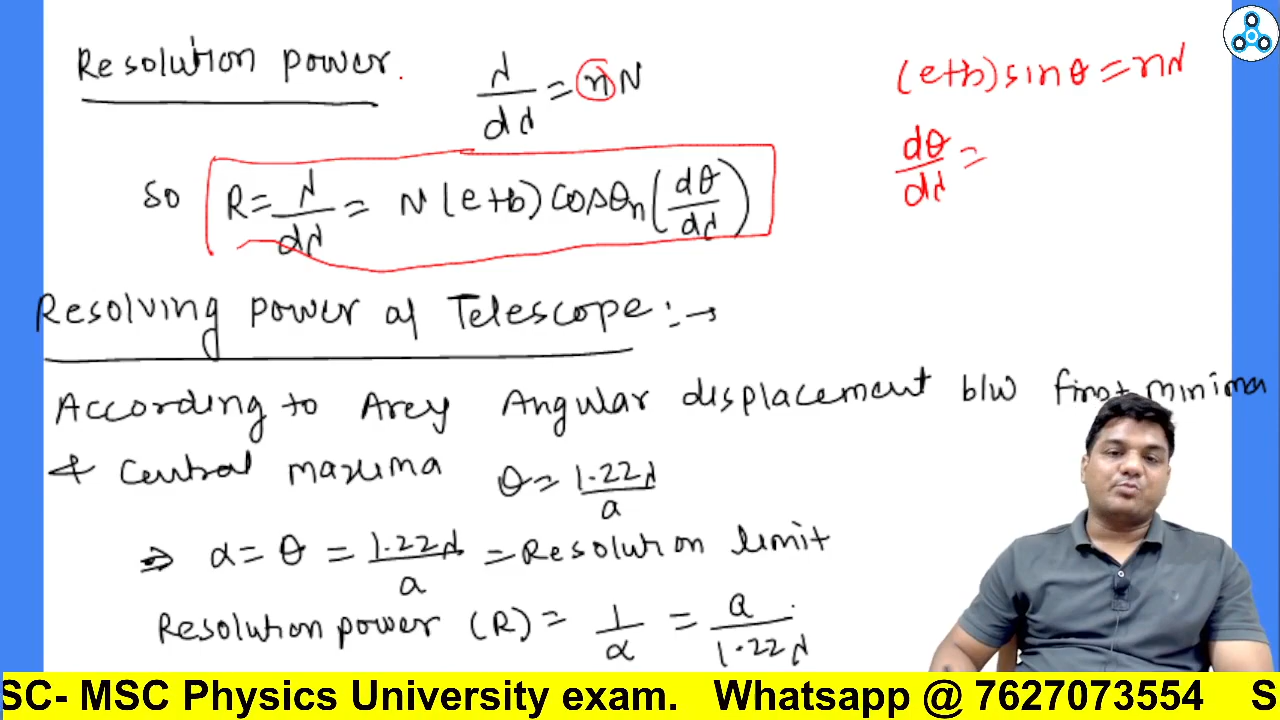 Resolution power.
λ/dλ = nN
(e+b) sinθ = nλ
dθ/dλ =
so R = λ/dλ = N (e+b) cosθn (dθ/dλ)
Resolving power of Telescope :→
According to Arey Angular displacement b/w first minima
& Central maxima θ = 1.22λ/a
⇒ α = θ = 1.22λ/a = Resolution limit
Resolution power (R) = 1/α = a/1.22λ
SC- MSC Physics University exam. Whatsapp @ 7627073554 S